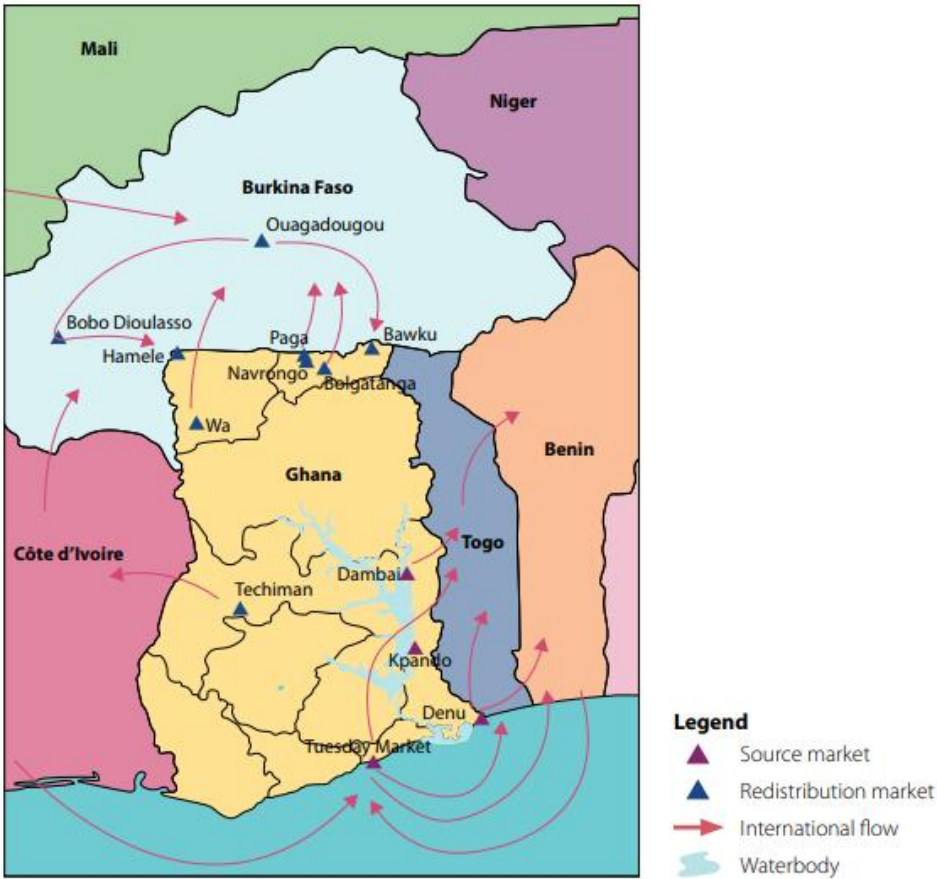 Mali
Niger
Burkina Faso
Ouagadougou
Bobo Dioulasso
Hamele
Paga
Bawku
Navrongo
Bolgatanga
Wa
Ghana
Benin
Côte d'Ivoire
Togo
Dambai
Techiman
Kpando
Denu
Tuesday Market
Legend
Source market
Redistribution market
International flow
Waterbody